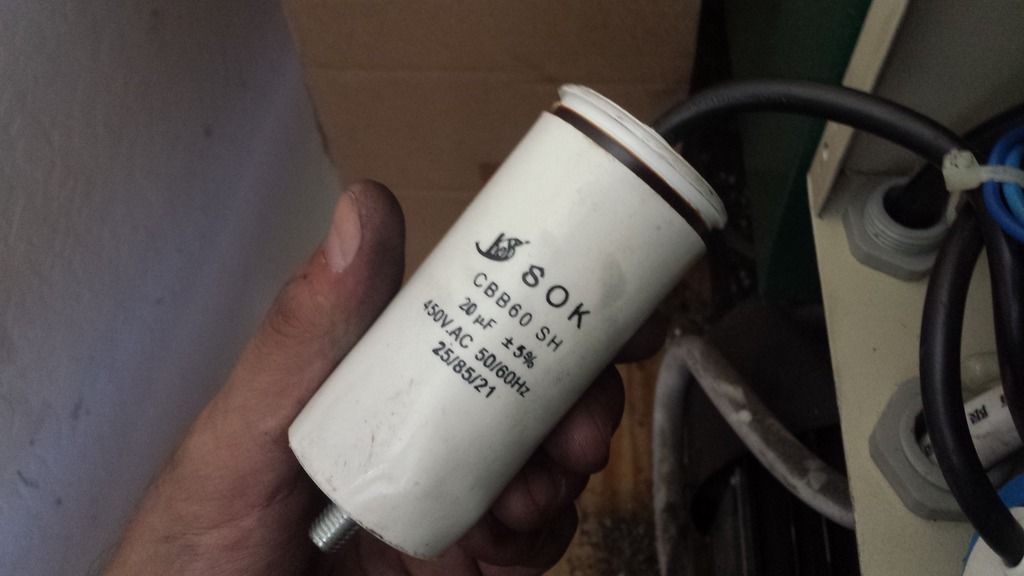 SOK
CBB60 SH
20 µF ±5%
450V.AC 50/60Hz
25/85/21